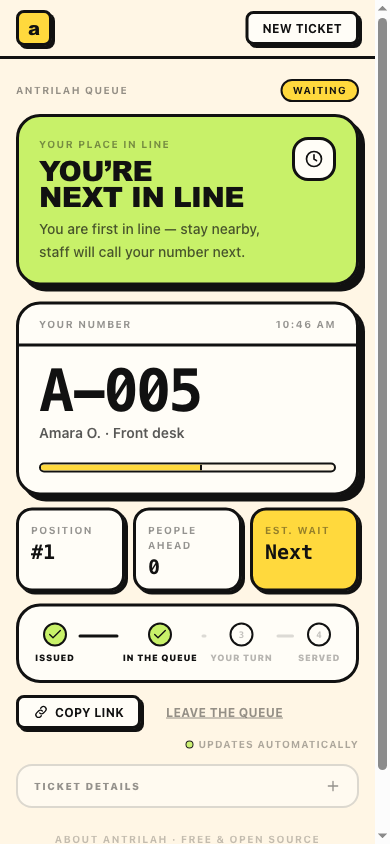 a
NEW TICKET
ANTRILAH QUEUE
WAITING
YOUR PLACE IN LINE
YOU'RE
NEXT IN LINE
You are first in line — stay nearby,
staff will call your number next.
YOUR NUMBER
10:46 AM
A–005
Amara O. · Front desk
POSITION
#1
PEOPLE
AHEAD
0
EST. WAIT
Next
3
4
ISSUED
IN THE QUEUE
YOUR TURN
SERVED
COPY LINK
LEAVE THE QUEUE
UPDATES AUTOMATICALLY
TICKET DETAILS
+
ABOUT ANTRILAH · FREE & OPEN SOURCE